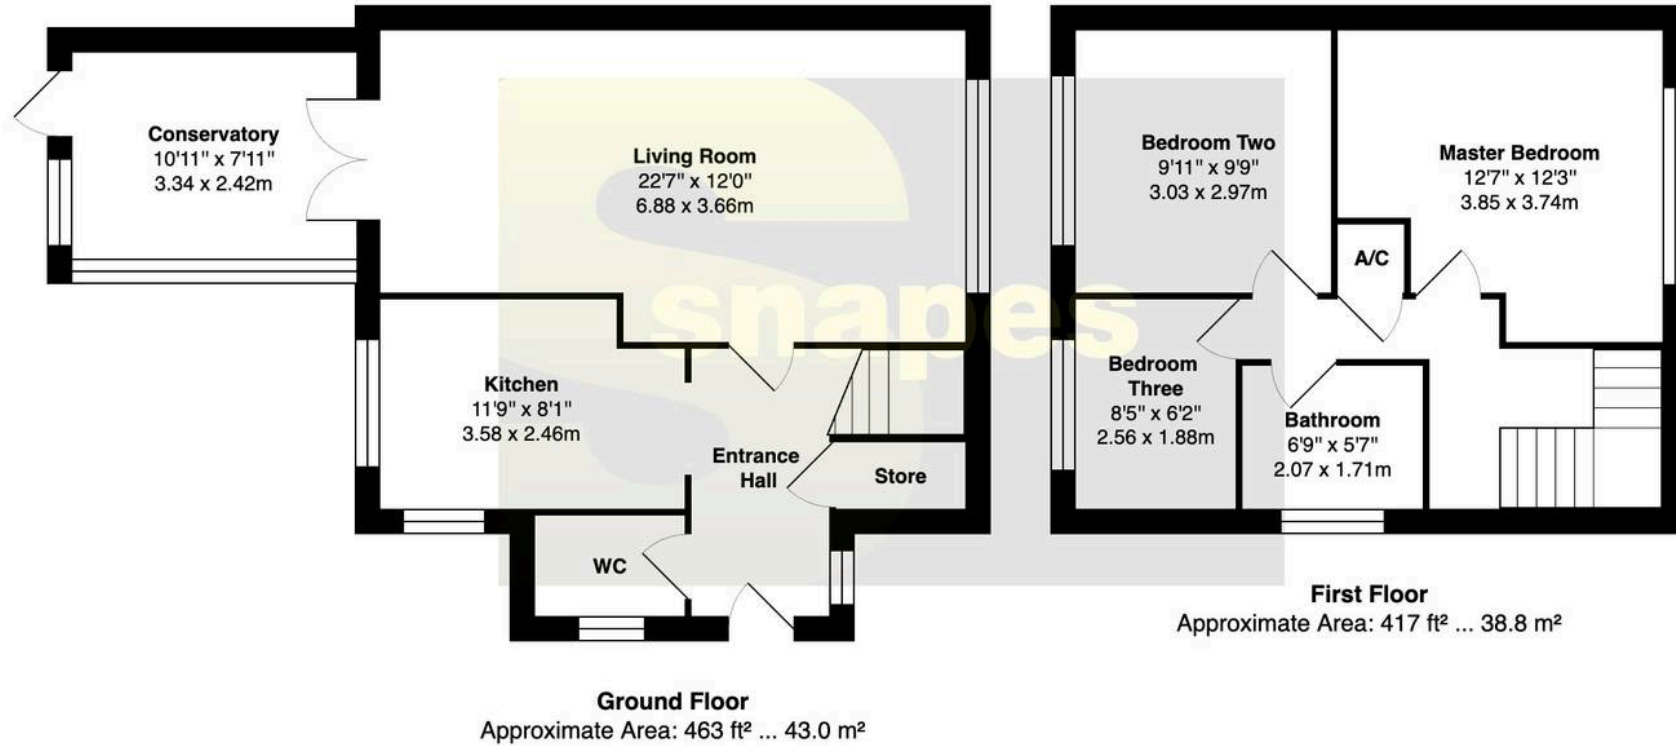 Conservatory
10'11" x 7'11"
3.34 x 2.42m
Living Room
22'7" x 12'0"
6.88 x 3.66m
Kitchen
11'9" x 8'1"
3.58 x 2.46m
Entrance
Hall
Store
WC
Ground Floor
Approximate Area: 463 ft² ... 43.0 m²
Bedroom Two
9'11" x 9'9"
3.03 x 2.97m
Master Bedroom
12'7" x 12'3"
3.85 x 3.74m
A/C
Bedroom
Three
8'5" x 6'2"
2.56 x 1.88m
Bathroom
6'9" x 5'7"
2.07 x 1.71m
First Floor
Approximate Area: 417 ft² ... 38.8 m²
snapes